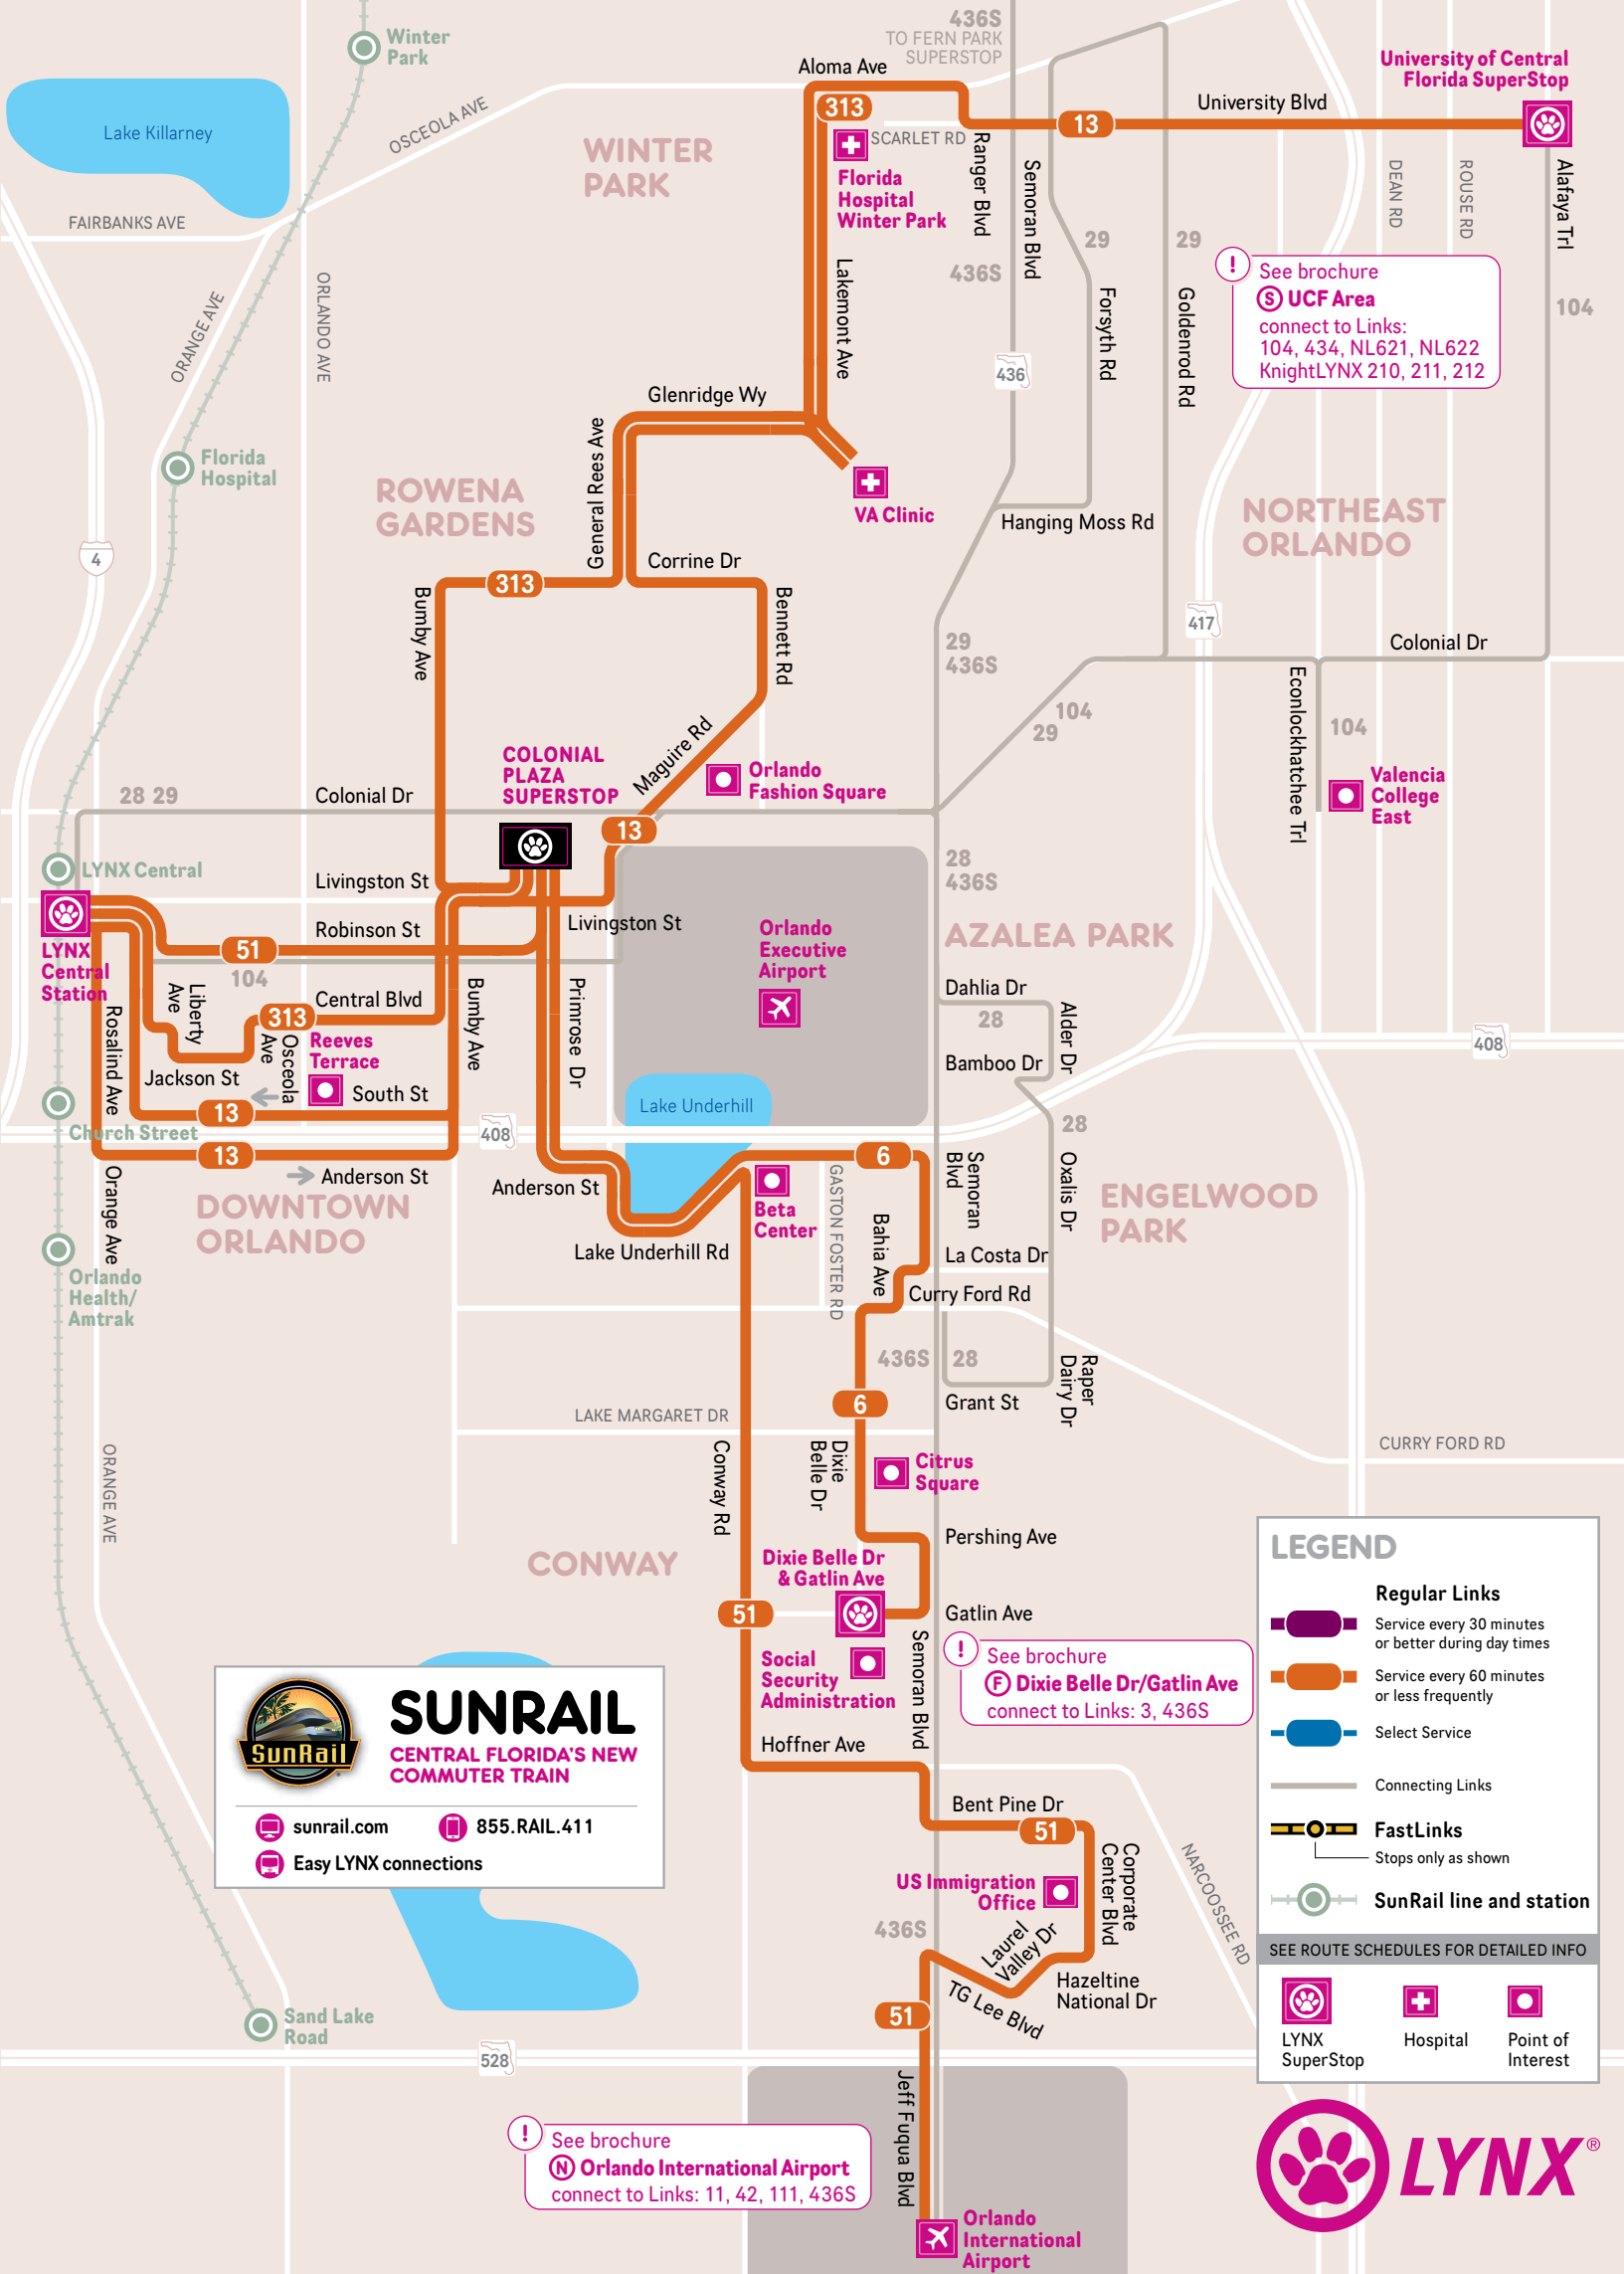 436S
TO FERN PARK
SUPERSTOP
Winter
Park
University of Central
Florida SuperStop
Aloma Ave
University Blvd
313
13
Lake Killarney
OSCEOLA AVE
WINTER
PARK
SCARLET RD
Florida
Hospital
Winter Park
Ranger Blvd
Semoran Blvd
DEAN RD
ROUSE RD
Alafaya Trl
FAIRBANKS AVE
29
29
436S
See brochure
S UCF Area
connect to Links:
104, 434, NL621, NL622
KnightLYNX 210, 211, 212
!
104
ORANGE AVE
ORLANDO AVE
Lakemont Ave
Forsyth Rd
Goldenrod Rd
436
Glenridge Wy
General Rees Ave
Florida
Hospital
ROWENA
GARDENS
VA Clinic
Hanging Moss Rd
NORTHEAST
ORLANDO
4
Corrine Dr
313
Bumby Ave
Bennett Rd
417
29
436S
Colonial Dr
Econlockhatchee Trl
104
29
104
Maguire Rd
COLONIAL
PLAZA
SUPERSTOP
Orlando
Fashion Square
Valencia
College
East
28 29
Colonial Dr
13
LYNX Central
Livingston St
28
436S
Robinson St
Livingston St
LYNX
Central
Station
51
104
Orlando
Executive
Airport
AZALEA PARK
Liberty
Ave
Central Blvd
Bumby Ave
Primrose Dr
Dahlia Dr
28
Alder Dr
313
Rosalind Ave
Osceola
Ave
Reeves
Terrace
Jackson St
South St
Bamboo Dr
408
Lake Underhill
13
Church Street
408
28
13
Anderson St
Orange Ave
DOWNTOWN
ORLANDO
Anderson St
6
Beta
Center
GASTON FOSTER RD
Bahia Ave
Semoran
Blvd
Oxalis Dr
ENGELWOOD
PARK
Lake Underhill Rd
La Costa Dr
Orlando
Health/
Amtrak
Curry Ford Rd
436S
28
Raper
Dairy Dr
6
Grant St
LAKE MARGARET DR
CURRY FORD RD
ORANGE AVE
Conway Rd
Dixie
Belle Dr
Citrus
Square
Pershing Ave
CONWAY
Dixie Belle Dr
& Gatlin Ave
51
Gatlin Ave
Social
Security
Administration
Semoran Blvd
!
See brochure
F Dixie Belle Dr/Gatlin Ave
connect to Links: 3, 436S
LEGEND
Regular Links
Service every 30 minutes
or better during day times
Service every 60 minutes
or less frequently
Select Service
Connecting Links
FastLinks
Stops only as shown
SunRail line and station
SEE ROUTE SCHEDULES FOR DETAILED INFO
LYNX
SuperStop
Hospital
Point of
Interest
SunRail
SUNRAIL
CENTRAL FLORIDA'S NEW
COMMUTER TRAIN
sunrail.com
855.RAIL.411
Easy LYNX connections
Hoffner Ave
Bent Pine Dr
51
Corporate
Center Blvd
NARCOOSSEE RD
US Immigration
Office
436S
Laurel
Valley Dr
Hazeltine
National Dr
TG Lee Blvd
51
Sand Lake
Road
528
Jeff Fuqua Blvd
!
See brochure
N Orlando International Airport
connect to Links: 11, 42, 111, 436S
Orlando
International
Airport
LYNX®